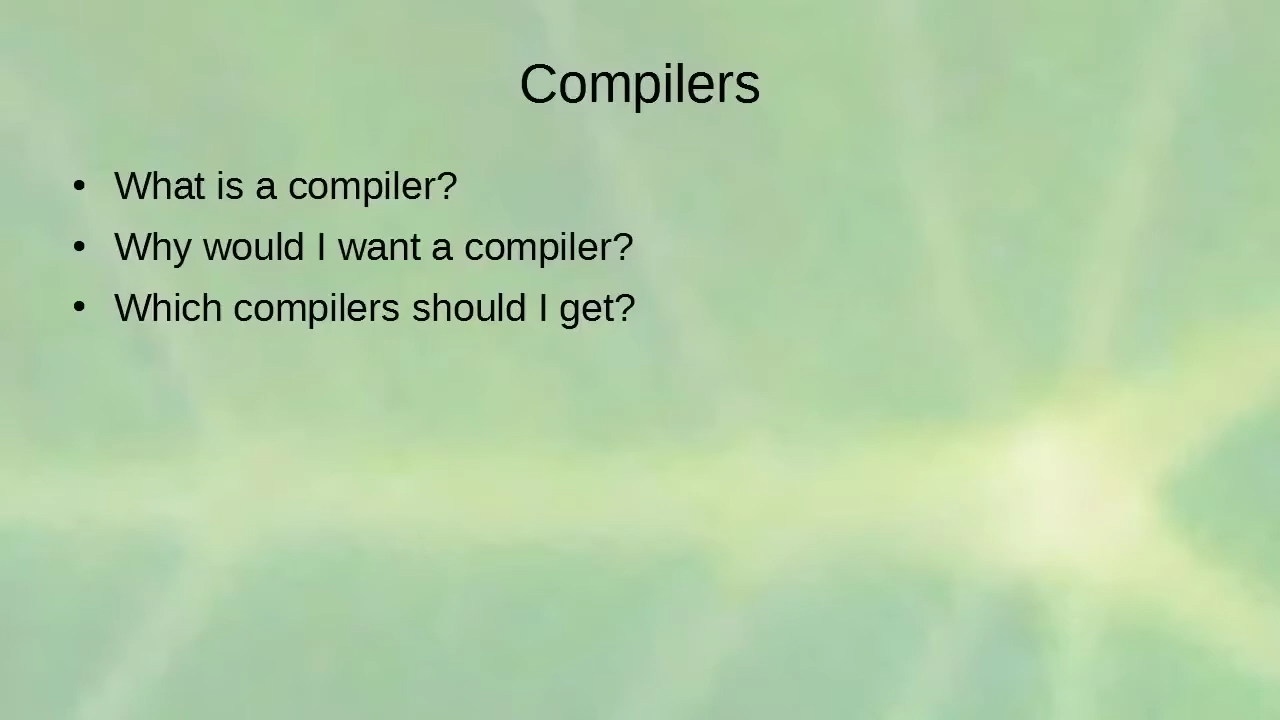 Compilers
• What is a compiler?
• Why would I want a compiler?
• Which compilers should I get?